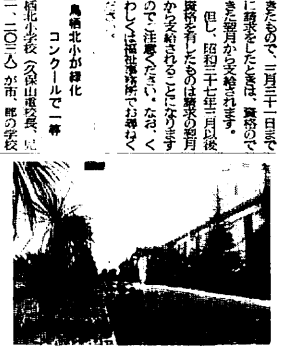 きたもので、三月三十一日まで
に請求をしたときは、資格ので
きた翌月から支給されます。
但し、昭和三十七年三月以後
資格を有したものは請求の翌月
から支給されることになります
のでご注意ください。なお、く
わしくは福祉事務所でお尋ねく
ださい。
鳥栖北小が緑化
コンクールで一等
栖北小学校（久保山重校長、児
一、二〇三人）が市、郡の学校